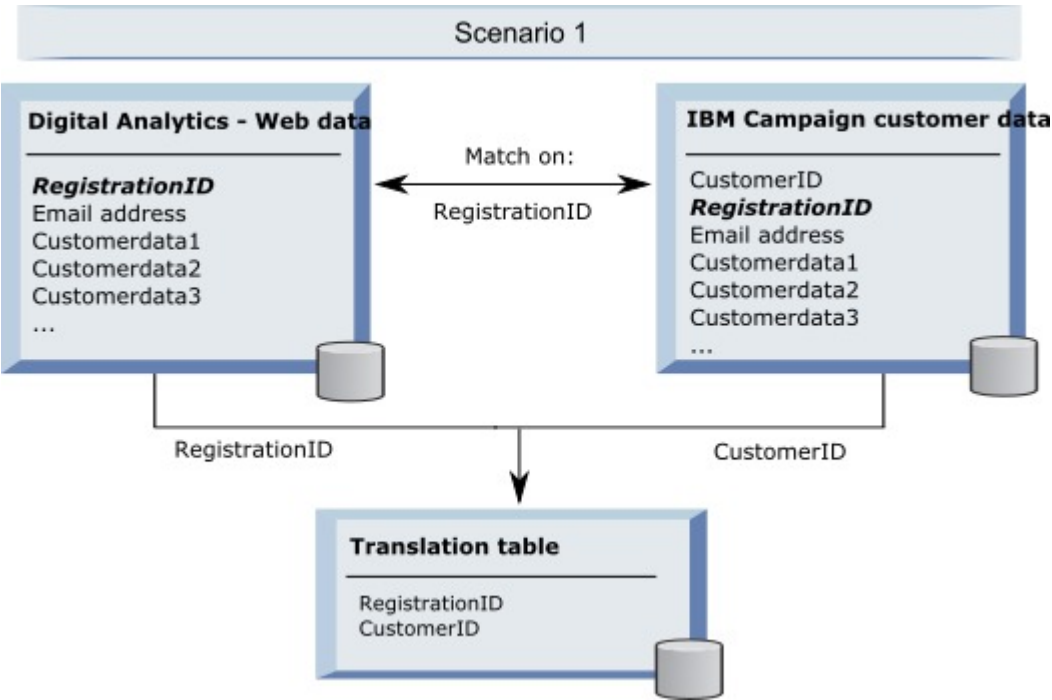 Scenario 1
Digital Analytics - Web data
RegistrationID
Email address
Customerdata1
Customerdata2
Customerdata3
...
Match on:
RegistrationID
IBM Campaign customer data
CustomerID
RegistrationID
Email address
Customerdata1
Customerdata2
Customerdata3
...
RegistrationID
CustomerID
Translation table
RegistrationID
CustomerID